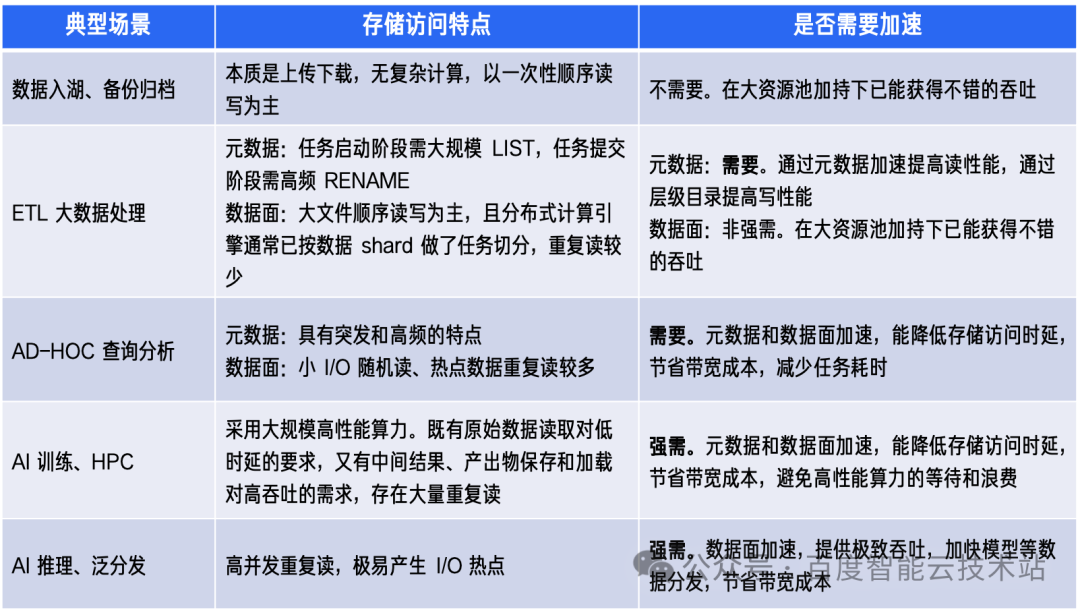 典型场景
存储访问特点
是否需要加速
数据入湖、备份归档
本质是上传下载，无复杂计算，以一次性顺序读
写为主
不需要。在大资源池加持下已能获得不错的吞吐
ETL 大数据处理
元数据：任务启动阶段需大规模 LIST，任务提交
阶段需高频 RENAME
数据面：大文件顺序读写为主，且分布式计算引
擎通常已按数据 shard 做了任务切分，重复读较
少
元数据：需要。通过元数据加速提高读性能，通过
层级目录提高写性能
数据面：非强需。在大资源池加持下已能获得不错
的吞吐
AD-HOC 查询分析
元数据：具有突发和高频的特点
数据面：小 I/O 随机读、热点数据重复读较多
需要。元数据和数据面加速，能降低存储访问时延，
节省带宽成本，减少任务耗时
AI 训练、HPC
采用大规模高性能算力。既有原始数据读取对低
时延的要求，又有中间结果、产出物保存和加载
对高吞吐的需求，存在大量重复读
强需。元数据和数据面加速，能降低存储访问时延，
节省带宽成本，避免高性能算力的等待和浪费
AI 推理、泛分发
高并发重复读，极易产生 I/O 热点
强需。数据面加速，提供极致吞吐，加快模型等数
据分发，节省带宽成本
公众号：百度智能云技术站